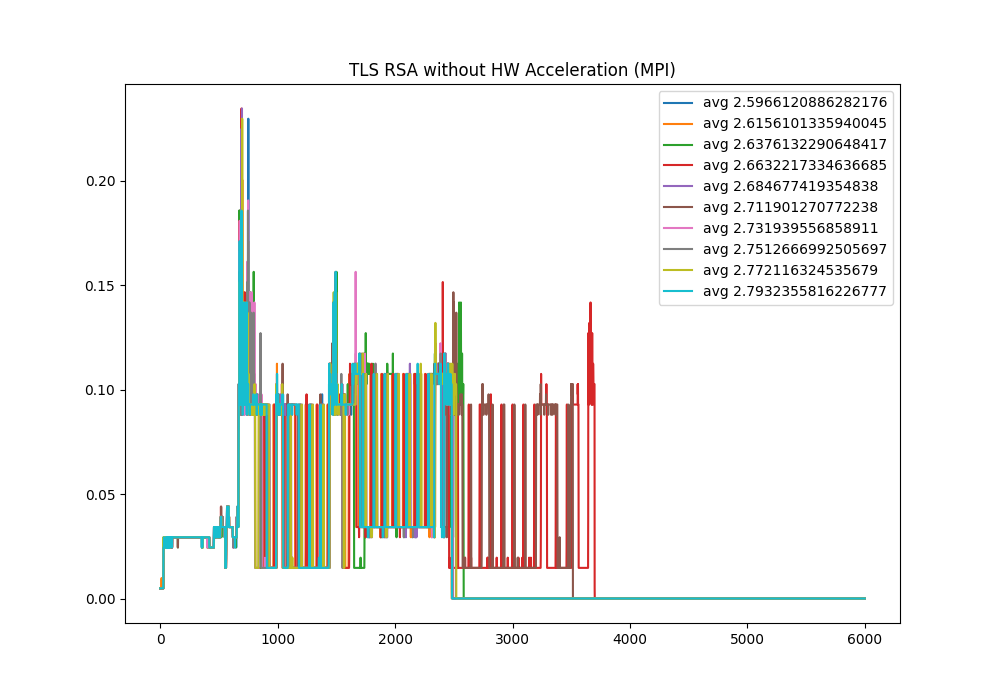 TLS RSA without HW Acceleration (MPI)
avg 2.5966120886282176
avg 2.6156101335940045
avg 2.6376132290648417
avg 2.6632217334636685
avg 2.684677419354838
avg 2.711901270772238
avg 2.731939556858911
avg 2.7512666992505697
avg 2.772116324535679
avg 2.7932355816226777
0.20
0.15
0.10
0.05
0.00
0 1000 2000 3000 4000 5000 6000